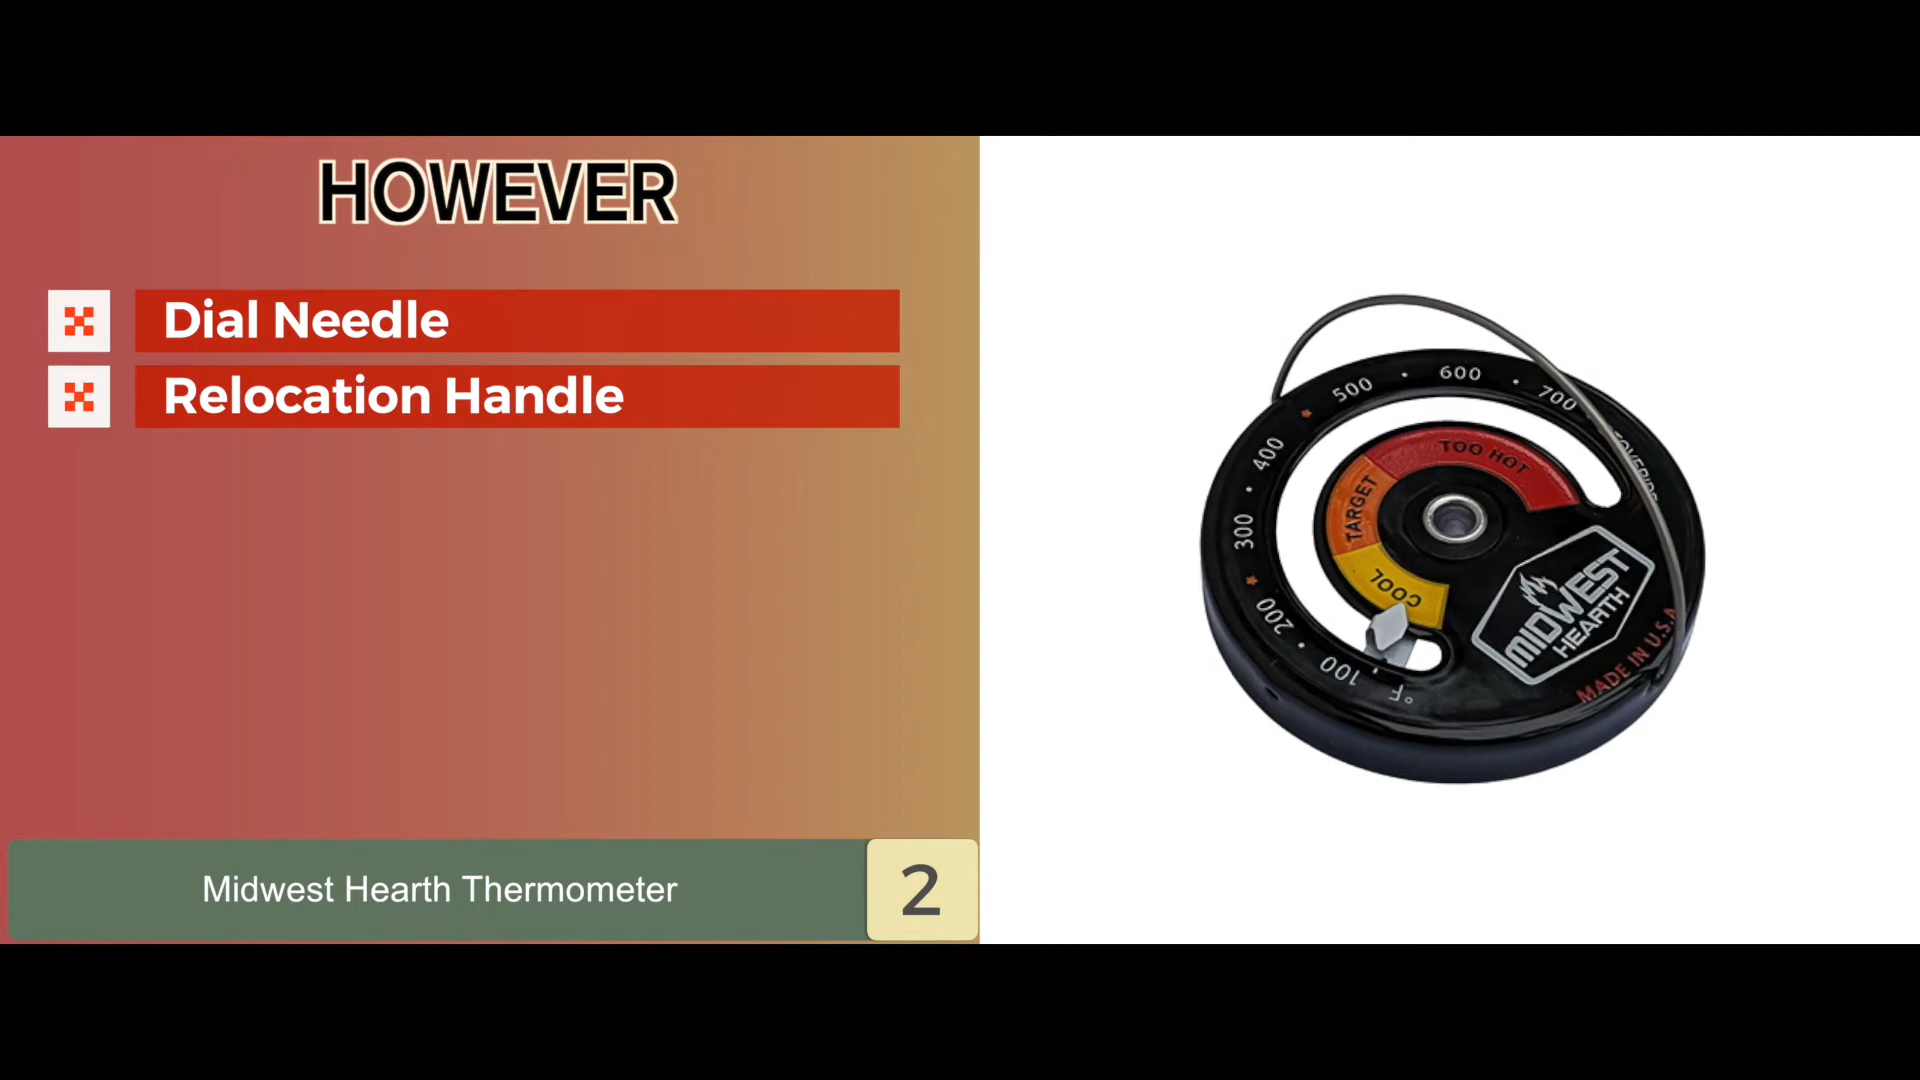 HOWEVER
Dial Needle
Relocation Handle
Midwest Hearth Thermometer
2
100
200
300
400
500
600
700
°F
COOL
TARGET
TOO HOT
MIDWEST
HEARTH
MADE IN U.S.A